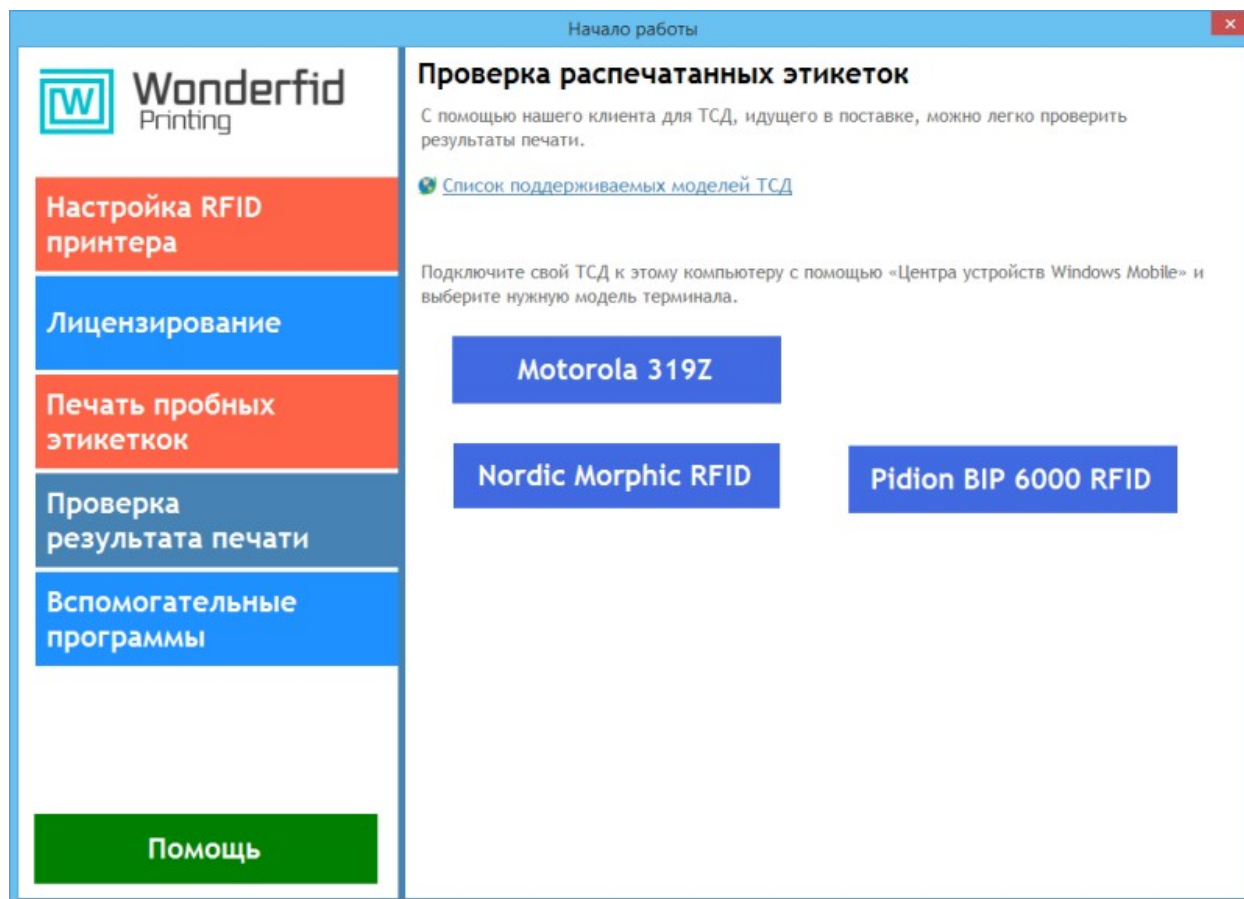 Начало работы
Wonderfid
Printing
Настройка RFID
принтера
Лицензирование
Печать пробных
этикеткок
Проверка
результата печати
Вспомогательные
программы
Помощь
Проверка распечатанных этикеток
С помощью нашего клиента для ТСД, идущего в поставке, можно легко проверить
результаты печати.
Список поддерживаемых моделей ТСД
Подключите свой ТСД к этому компьютеру с помощью «Центра устройств Windows Mobile» и
выберите нужную модель терминала.
Motorola 319Z
Nordic Morphic RFID
Pidion BIP 6000 RFID